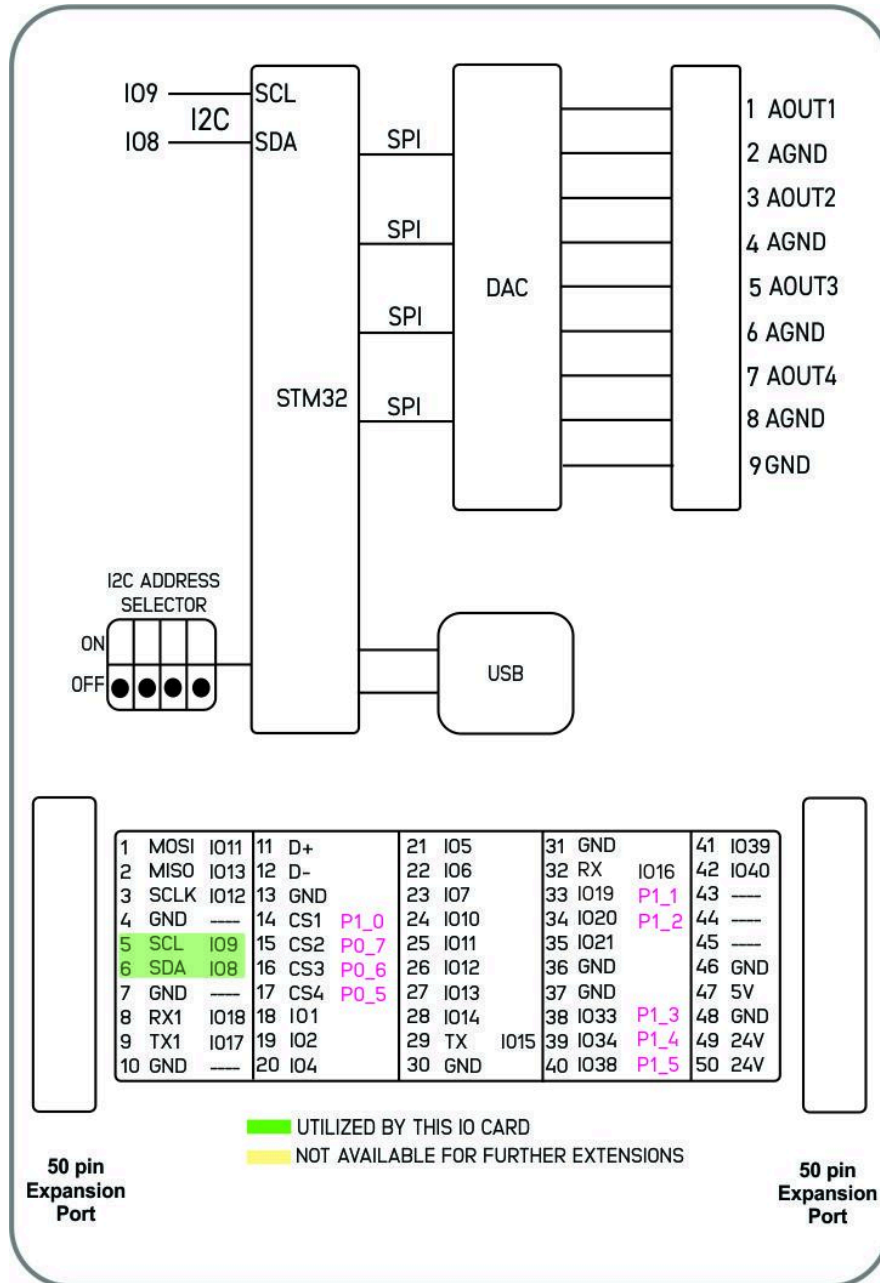 IO9 SCL
I2C
IO8 SDA
SPI
SPI
SPI
SPI
STM32
DAC
1 AOUT1
2 AGND
3 AOUT2
4 AGND
5 AOUT3
6 AGND
7 AOUT4
8 AGND
9 GND
I2C ADDRESS
SELECTOR
ON
OFF
USB
1 MOSI IO11 11 D+ 21 IO5 31 GND 41 IO39
2 MISO IO13 12 D- 22 IO6 32 RX IO16 42 IO40
3 SCLK IO12 13 GND 23 IO7 33 IO19 P1_1 43 ----
4 GND ---- 14 CS1 P1_0 24 IO10 34 IO20 P1_2 44 ----
5 SCL IO9 15 CS2 P0_7 25 IO11 35 IO21 45 ----
6 SDA IO8 16 CS3 P0_6 26 IO12 36 GND 46 GND
7 GND ---- 17 CS4 P0_5 27 IO13 37 GND 47 5V
8 RX1 IO18 18 IO1 28 IO14 38 IO33 P1_3 48 GND
9 TX1 IO17 19 IO2 29 TX IO15 39 IO34 P1_4 49 24V
10 GND ---- 20 IO4 30 GND 40 IO38 P1_5 50 24V
UTILIZED BY THIS IO CARD
NOT AVAILABLE FOR FURTHER EXTENSIONS
50 pin
Expansion
Port
50 pin
Expansion
Port